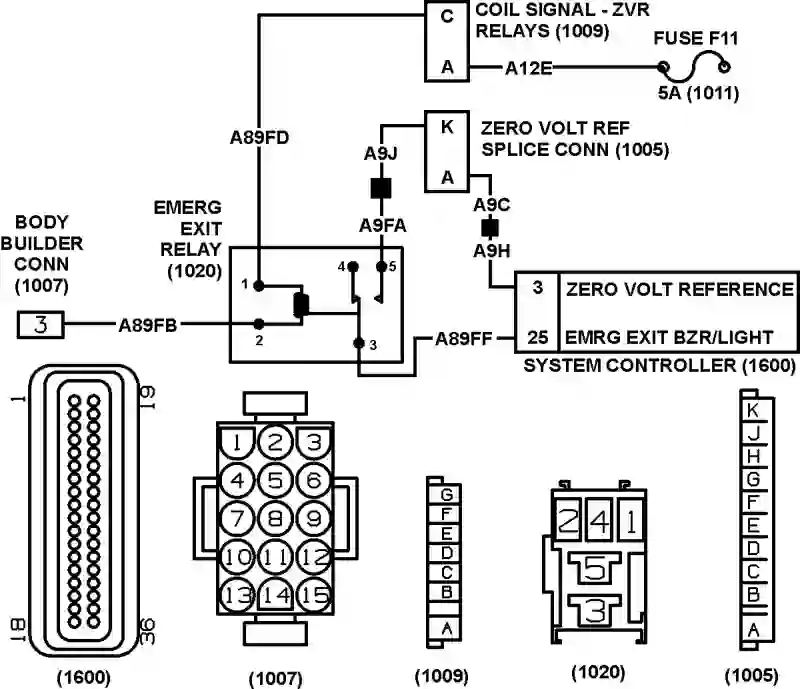 C
COIL SIGNAL - ZVR
RELAYS (1009)
FUSE F11
A
A12E
5A (1011)
A89FD
K
ZERO VOLT REF
SPLICE CONN (1005)
A9J
A
A9C
A9FA
A9H
EMERG
EXIT
RELAY
(1020)
BODY
BUILDER
CONN
(1007)
4
5
1
3
ZERO VOLT REFERENCE
3
A89FB
2
3
A89FF
25
EMRG EXIT BZR/LIGHT
SYSTEM CONTROLLER (1600)
1
19
18
36
(1600)
1 2 3
4 5 6
7 8 9
10 11 12
13 14 15
(1007)
G
F
E
D
C
B
A
(1009)
2 4 1
5
3
(1020)
K
J
H
G
F
E
D
C
B
A
(1005)